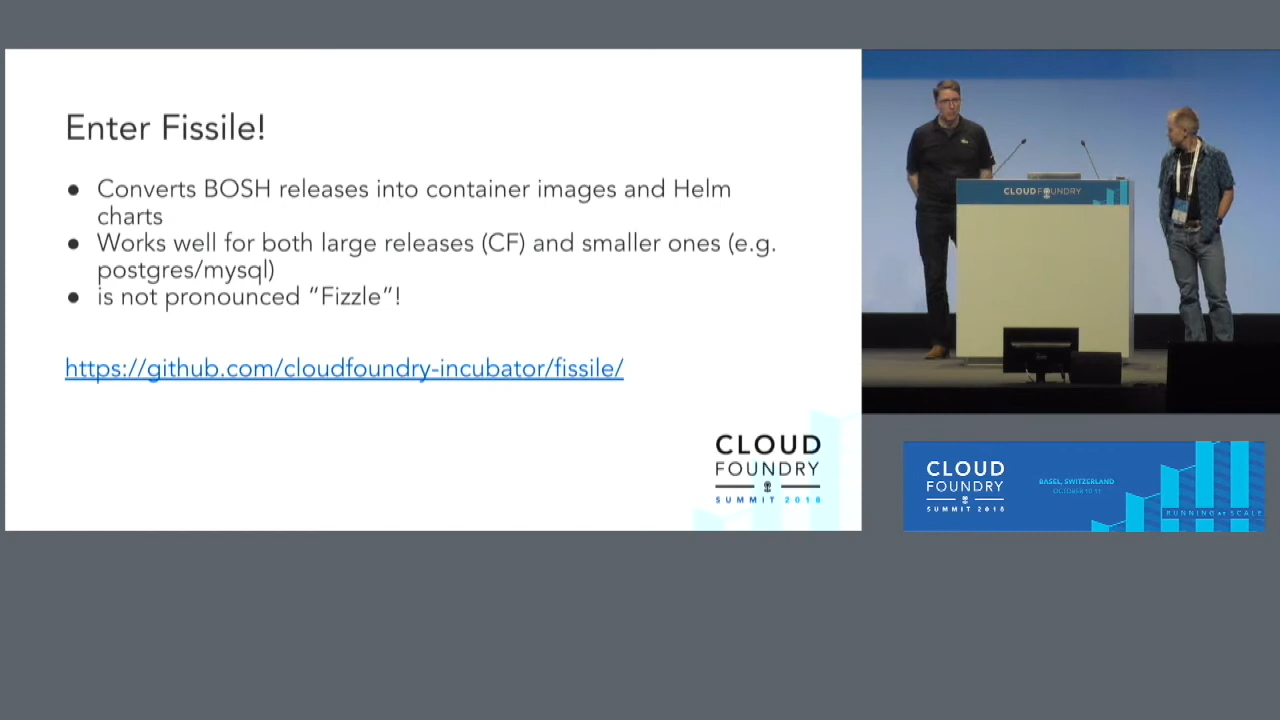 Enter Fissile!
● Converts BOSH releases into container images and Helm
charts
● Works well for both large releases (CF) and smaller ones (e.g.
postgres/mysql)
● is not pronounced “Fizzle”!
https://github.com/cloudfoundry-incubator/fissile/
CLOUD
FOUNDRY
SUMMIT 2018
CLOUD FOUNDRY
CLOUD
FOUNDRY
SUMMIT 2018
BASEL, SWITZERLAND
OCTOBER 10-11
RUNNING AT SCALE